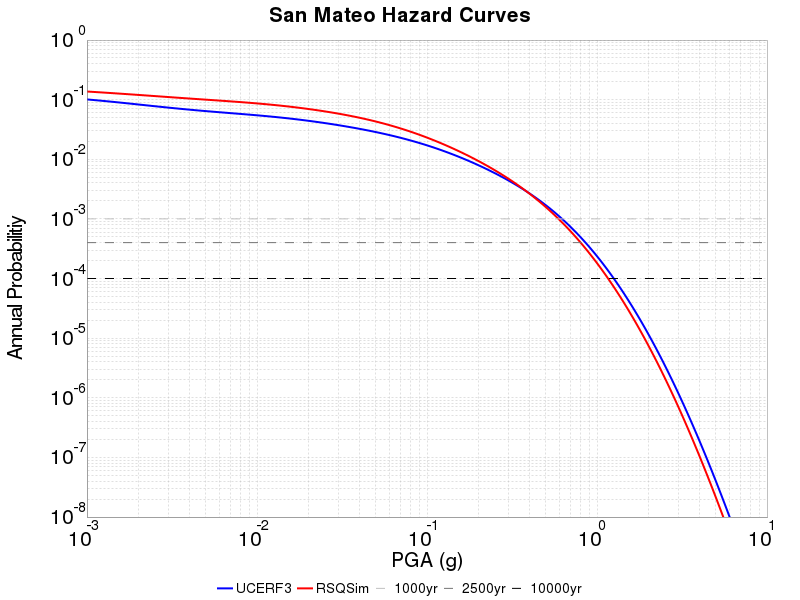 San Mateo Hazard Curves
10^0
10^-1
10^-2
10^-3
10^-4
10^-5
10^-6
10^-7
10^-8
Annual Probabilitiy
10^-3 10^-2 10^-1 10^0 10^1
PGA (g)
UCERF3 RSQSim 1000yr 2500yr 10000yr